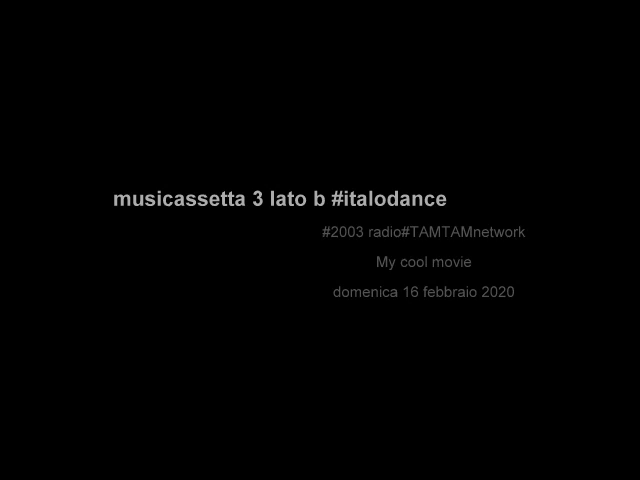 musicassetta 3 lato b #italodance
#2003 radio#TAMTAMnetwork
My cool movie
domenica 16 febbraio 2020